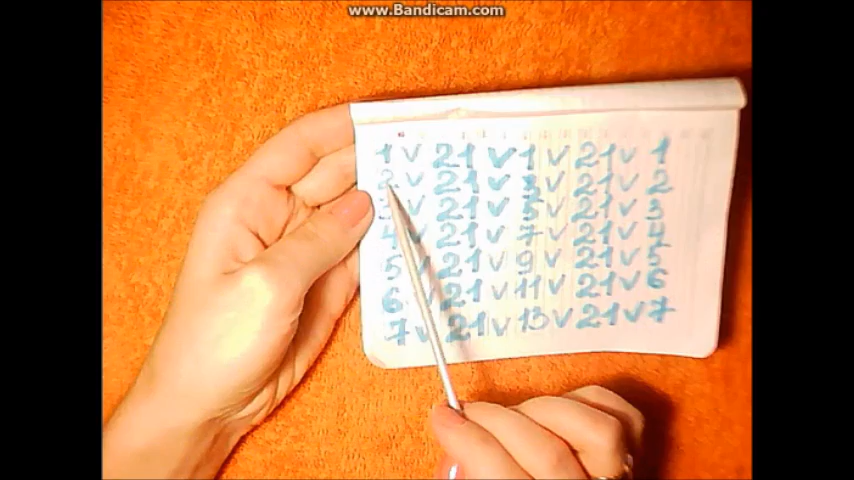 www.Bandicam.com
1 v 21 v 1 v 21 v 1
2 v 21 v 3 v 21 v 2
3 v 21 v 5 v 21 v 3
4 v 21 v 7 v 21 v 4
5 v 21 v 9 v 21 v 5
6 v 21 v 11 v 21 v 6
7 v 21 v 13 v 21 v 7